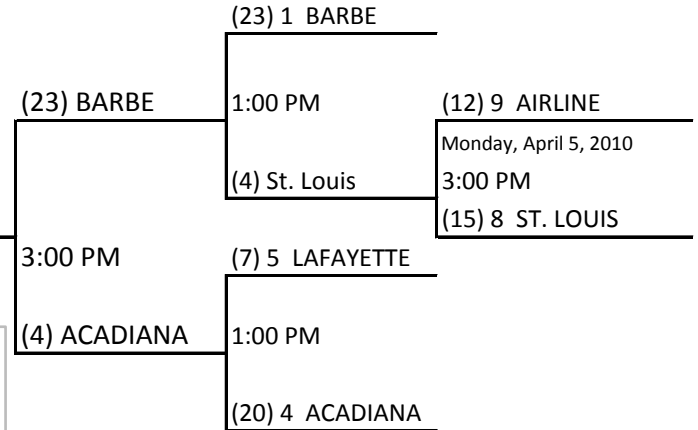 (23) 1 BARBE
(23) BARBE
1:00 PM
(12) 9 AIRLINE
Monday, April 5, 2010
(4) St. Louis
3:00 PM
(15) 8 ST. LOUIS
3:00 PM
(7) 5 LAFAYETTE
(4) ACADIANA
1:00 PM
(20) 4 ACADIANA